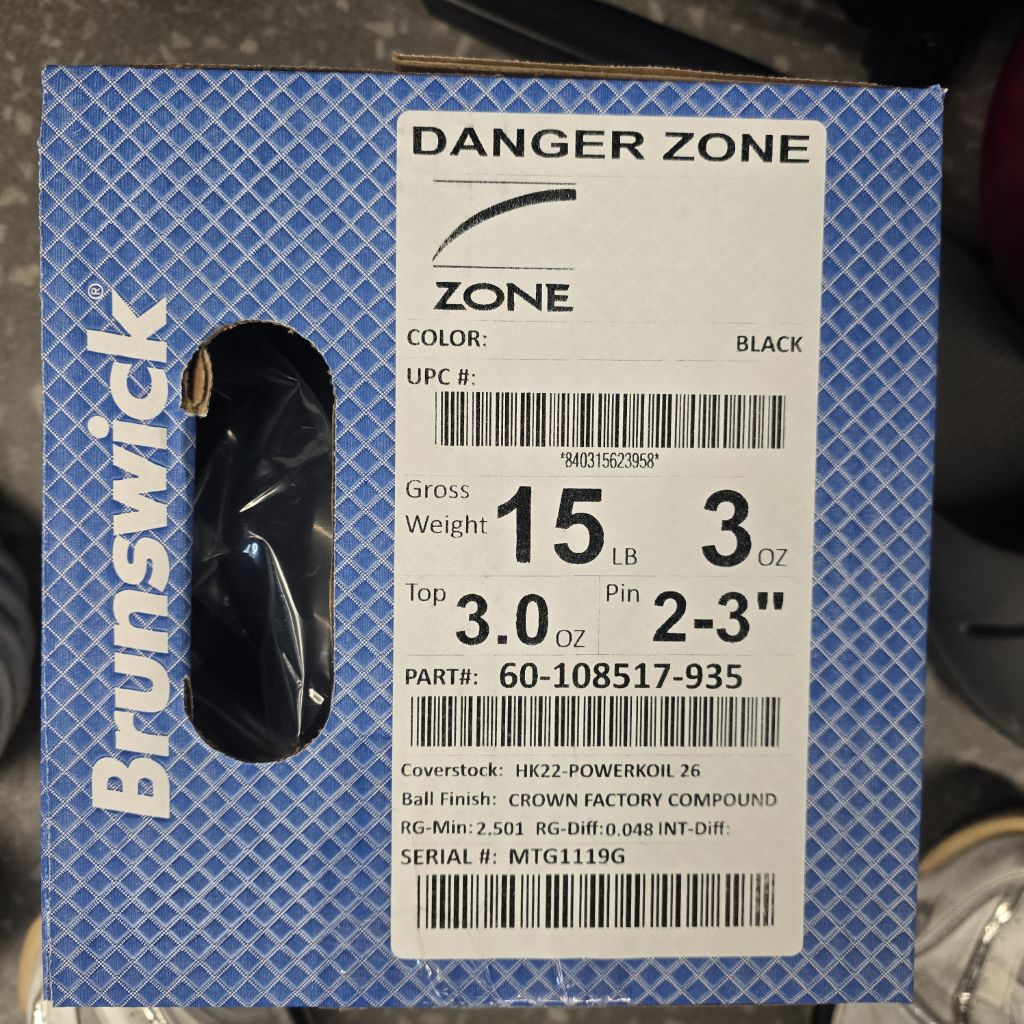 Brunswick®
DANGER ZONE
ZONE
COLOR: BLACK
UPC #:
*840315623958*
Gross Weight 15 LB 3 OZ
Top 3.0 OZ Pin 2-3"
PART#: 60-108517-935
Coverstock: HK22-POWERKOIL 26
Ball Finish: CROWN FACTORY COMPOUND
RG-Min: 2.501 RG-Diff:0.048 INT-Diff:
SERIAL #: MTG1119G